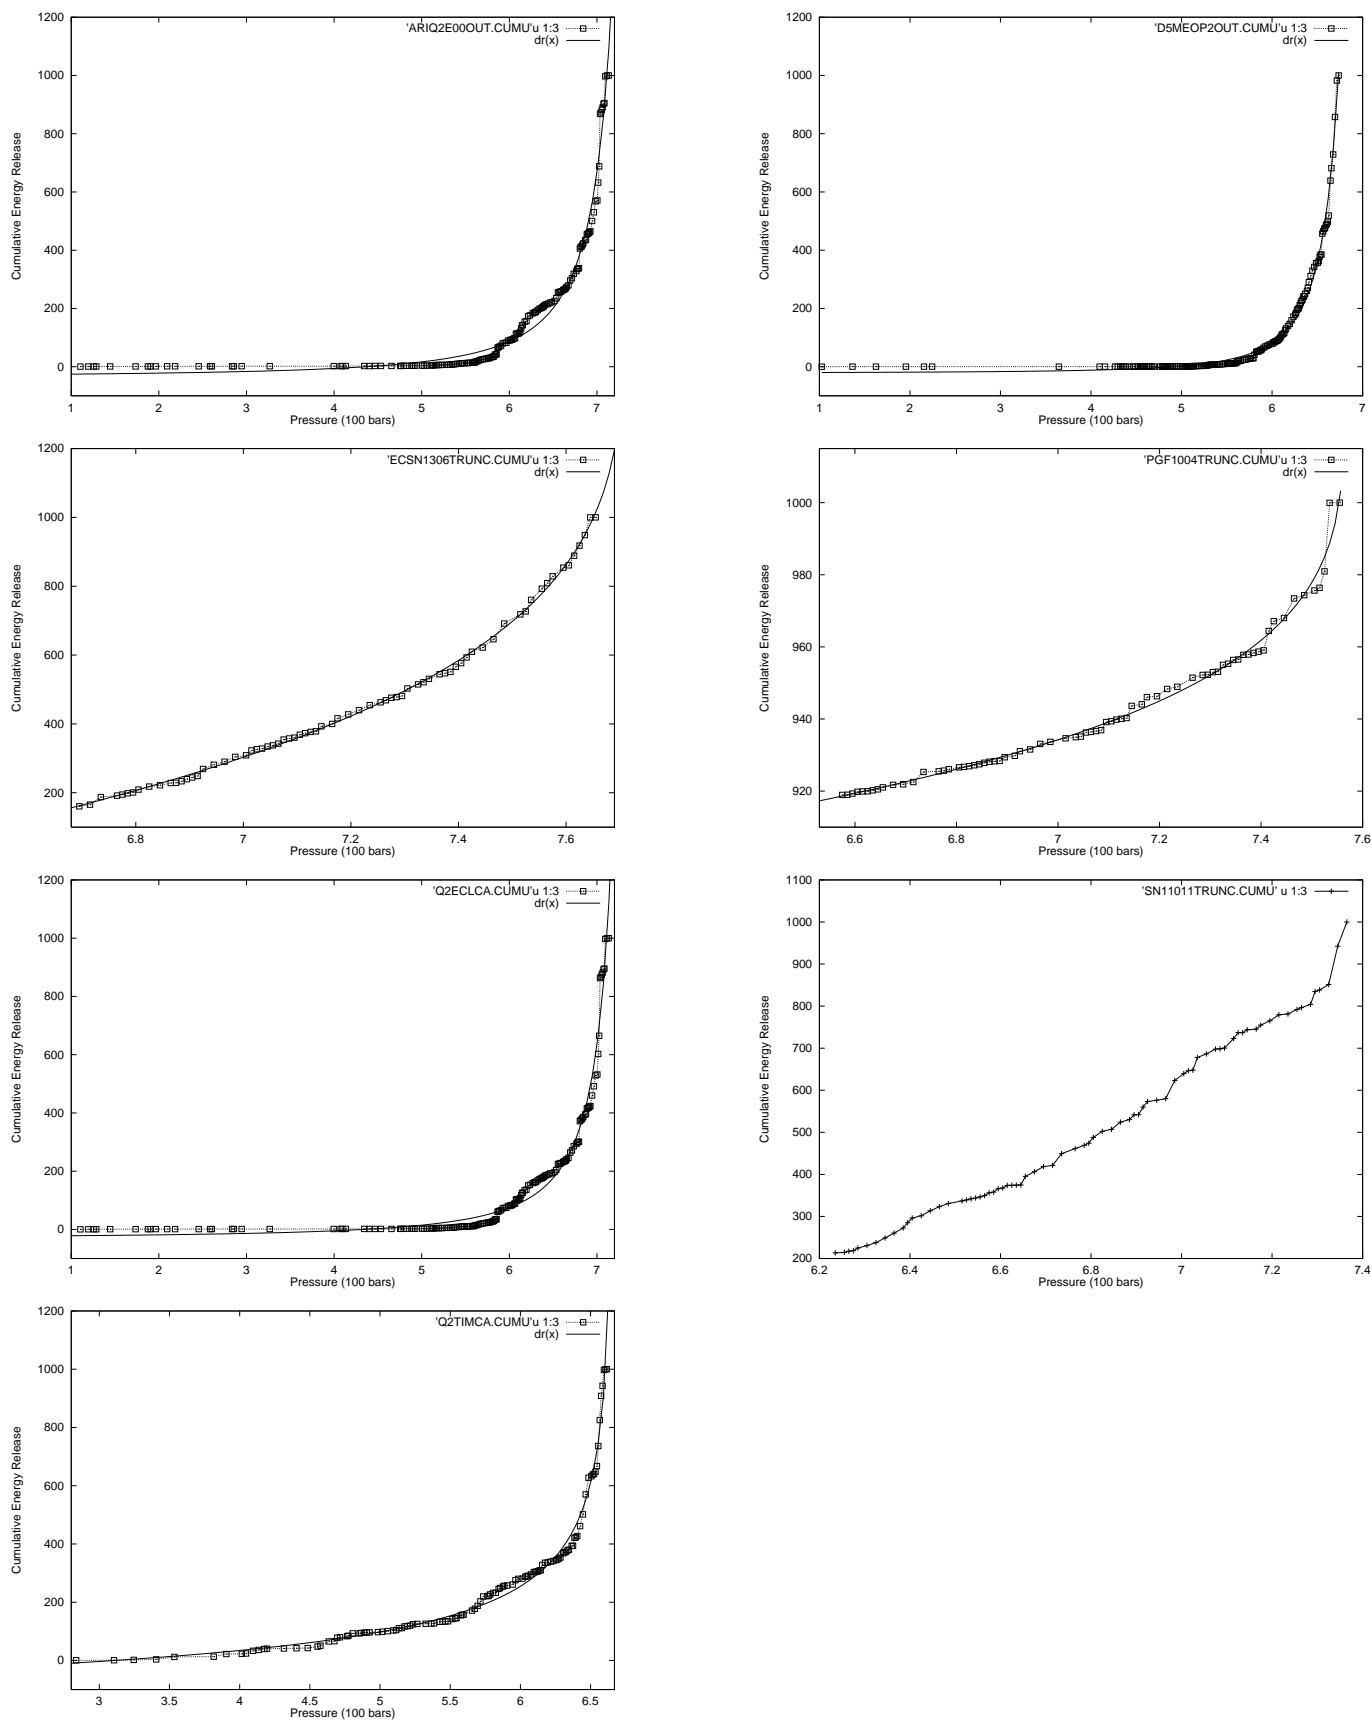 1200
1000
800
600
400
200
0
Cumulative Energy Release
'ARIQ2E00OUT.CUMU'u 1:3
dr(x)
1 2 3 4 5 6 7
Pressure (100 bars)
1200
1000
800
600
400
200
0
Cumulative Energy Release
'D5MEOP2OUT.CUMU'u 1:3
dr(x)
1 2 3 4 5 6 7
Pressure (100 bars)
1200
1000
800
600
400
200
Cumulative Energy Release
'ECSN1306TRUNC.CUMU'u 1:3
dr(x)
6.8 7 7.2 7.4 7.6
Pressure (100 bars)
1000
980
960
940
920
Cumulative Energy Release
'PGF1004TRUNC.CUMU'u 1:3
dr(x)
6.6 6.8 7 7.2 7.4 7.6
Pressure (100 bars)
1200
1000
800
600
400
200
0
Cumulative Energy Release
'Q2ECLCA.CUMU'u 1:3
dr(x)
1 2 3 4 5 6 7
Pressure (100 bars)
1100
1000
900
800
700
600
500
400
300
200
Cumulative Energy Release
'SN11011TRUNC.CUMU' u 1:3
6.2 6.4 6.6 6.8 7 7.2 7.4
Pressure (100 bars)
1200
1000
800
600
400
200
0
Cumulative Energy Release
'Q2TIMCA.CUMU'u 1:3
dr(x)
3 3.5 4 4.5 5 5.5 6 6.5
Pressure (100 bars)